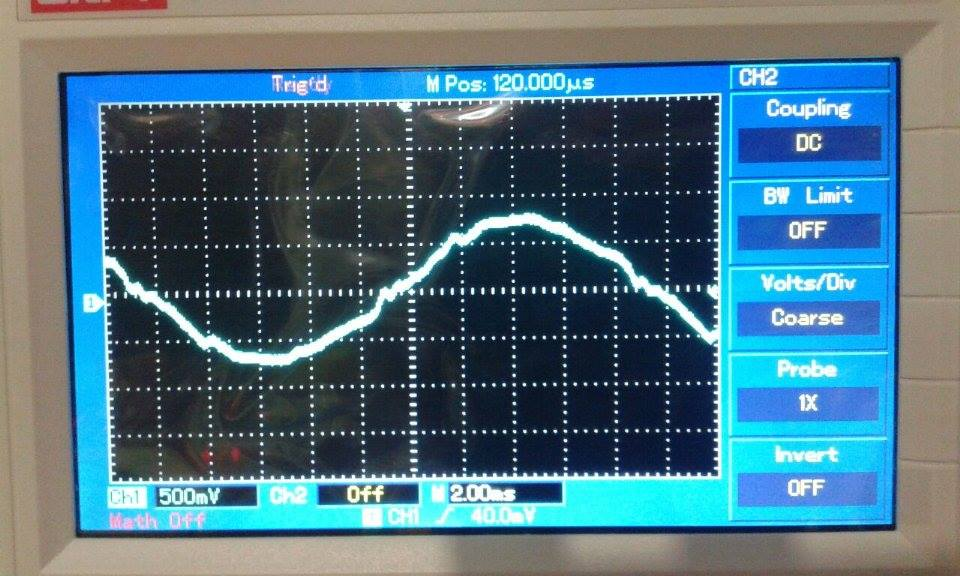 Trig'd M Pos: 120.000µs CH2
Coupling
DC
BW Limit
OFF
Volts/Div
Coarse
Probe
1X
Invert
OFF
1
Ch1 500mV Ch2 Off M 2.00ms
Math Off CH1 40.0mV